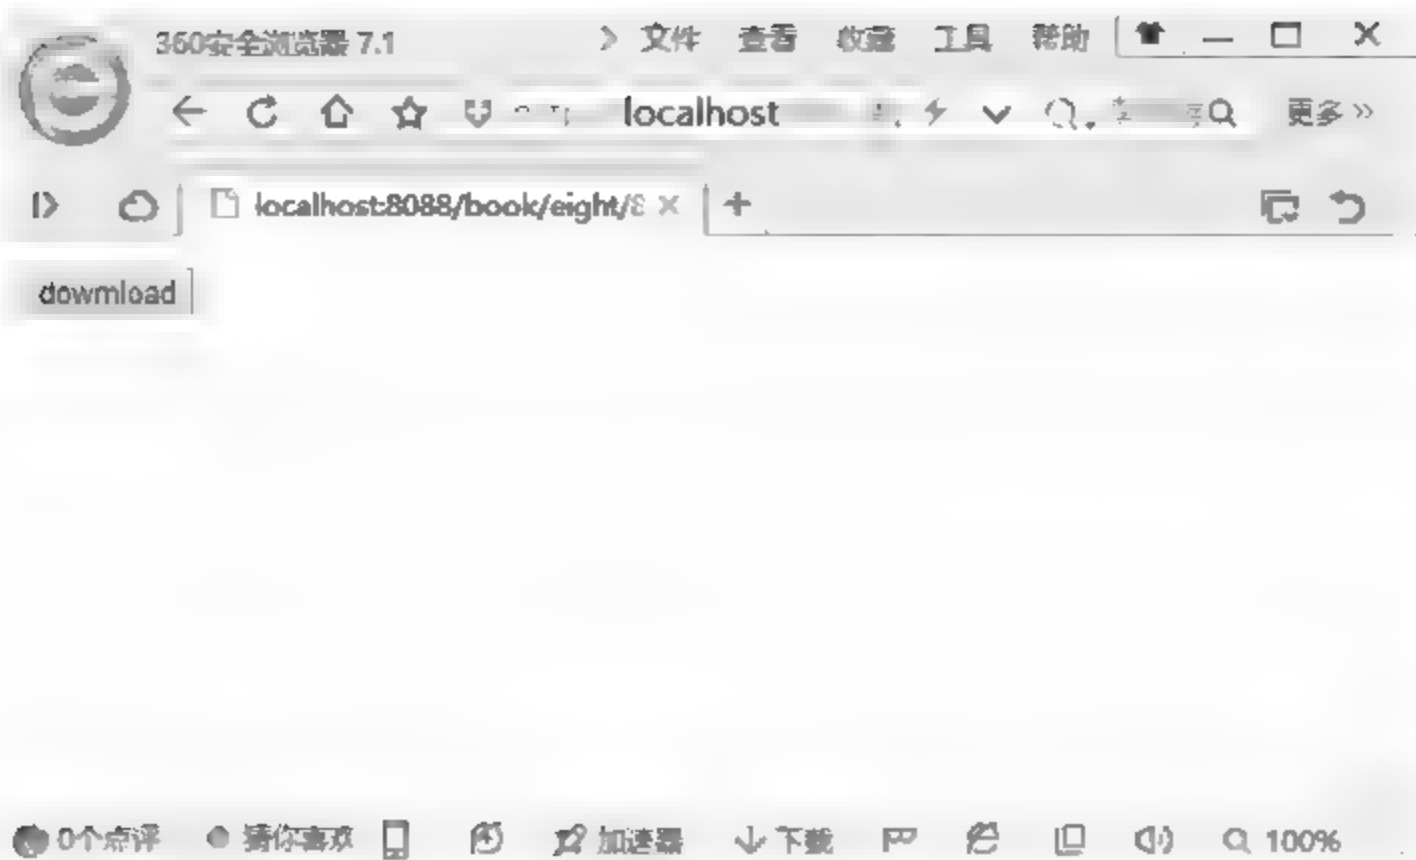 360安全浏览器 7.1 文件 查看 收藏 工具 帮助
localhost 更多 »
localhost:8088/book/eight/8
dowmload
0个点评 猜你喜欢 加速器 下载 100%